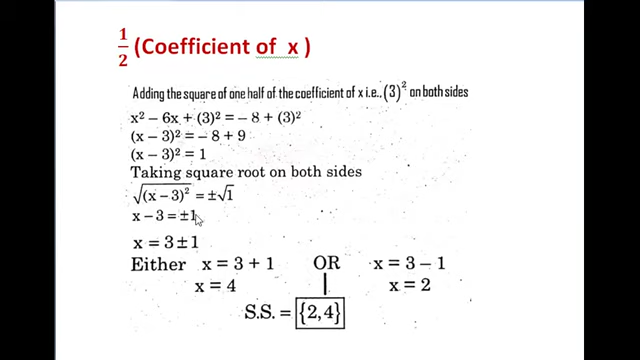 1/2 (Coefficient of x )
Adding the square of one half of the coefficient of x i.e., (3)² on both sides
x² – 6x + (3)² = – 8 + (3)²
(x – 3)² = – 8 + 9
(x – 3)² = 1
Taking square root on both sides
√(x – 3)² = ±√1
x – 3 = ±1
x = 3 ± 1
Either x = 3 + 1 OR x = 3 – 1
x = 4 x = 2
S.S. = {2,4}